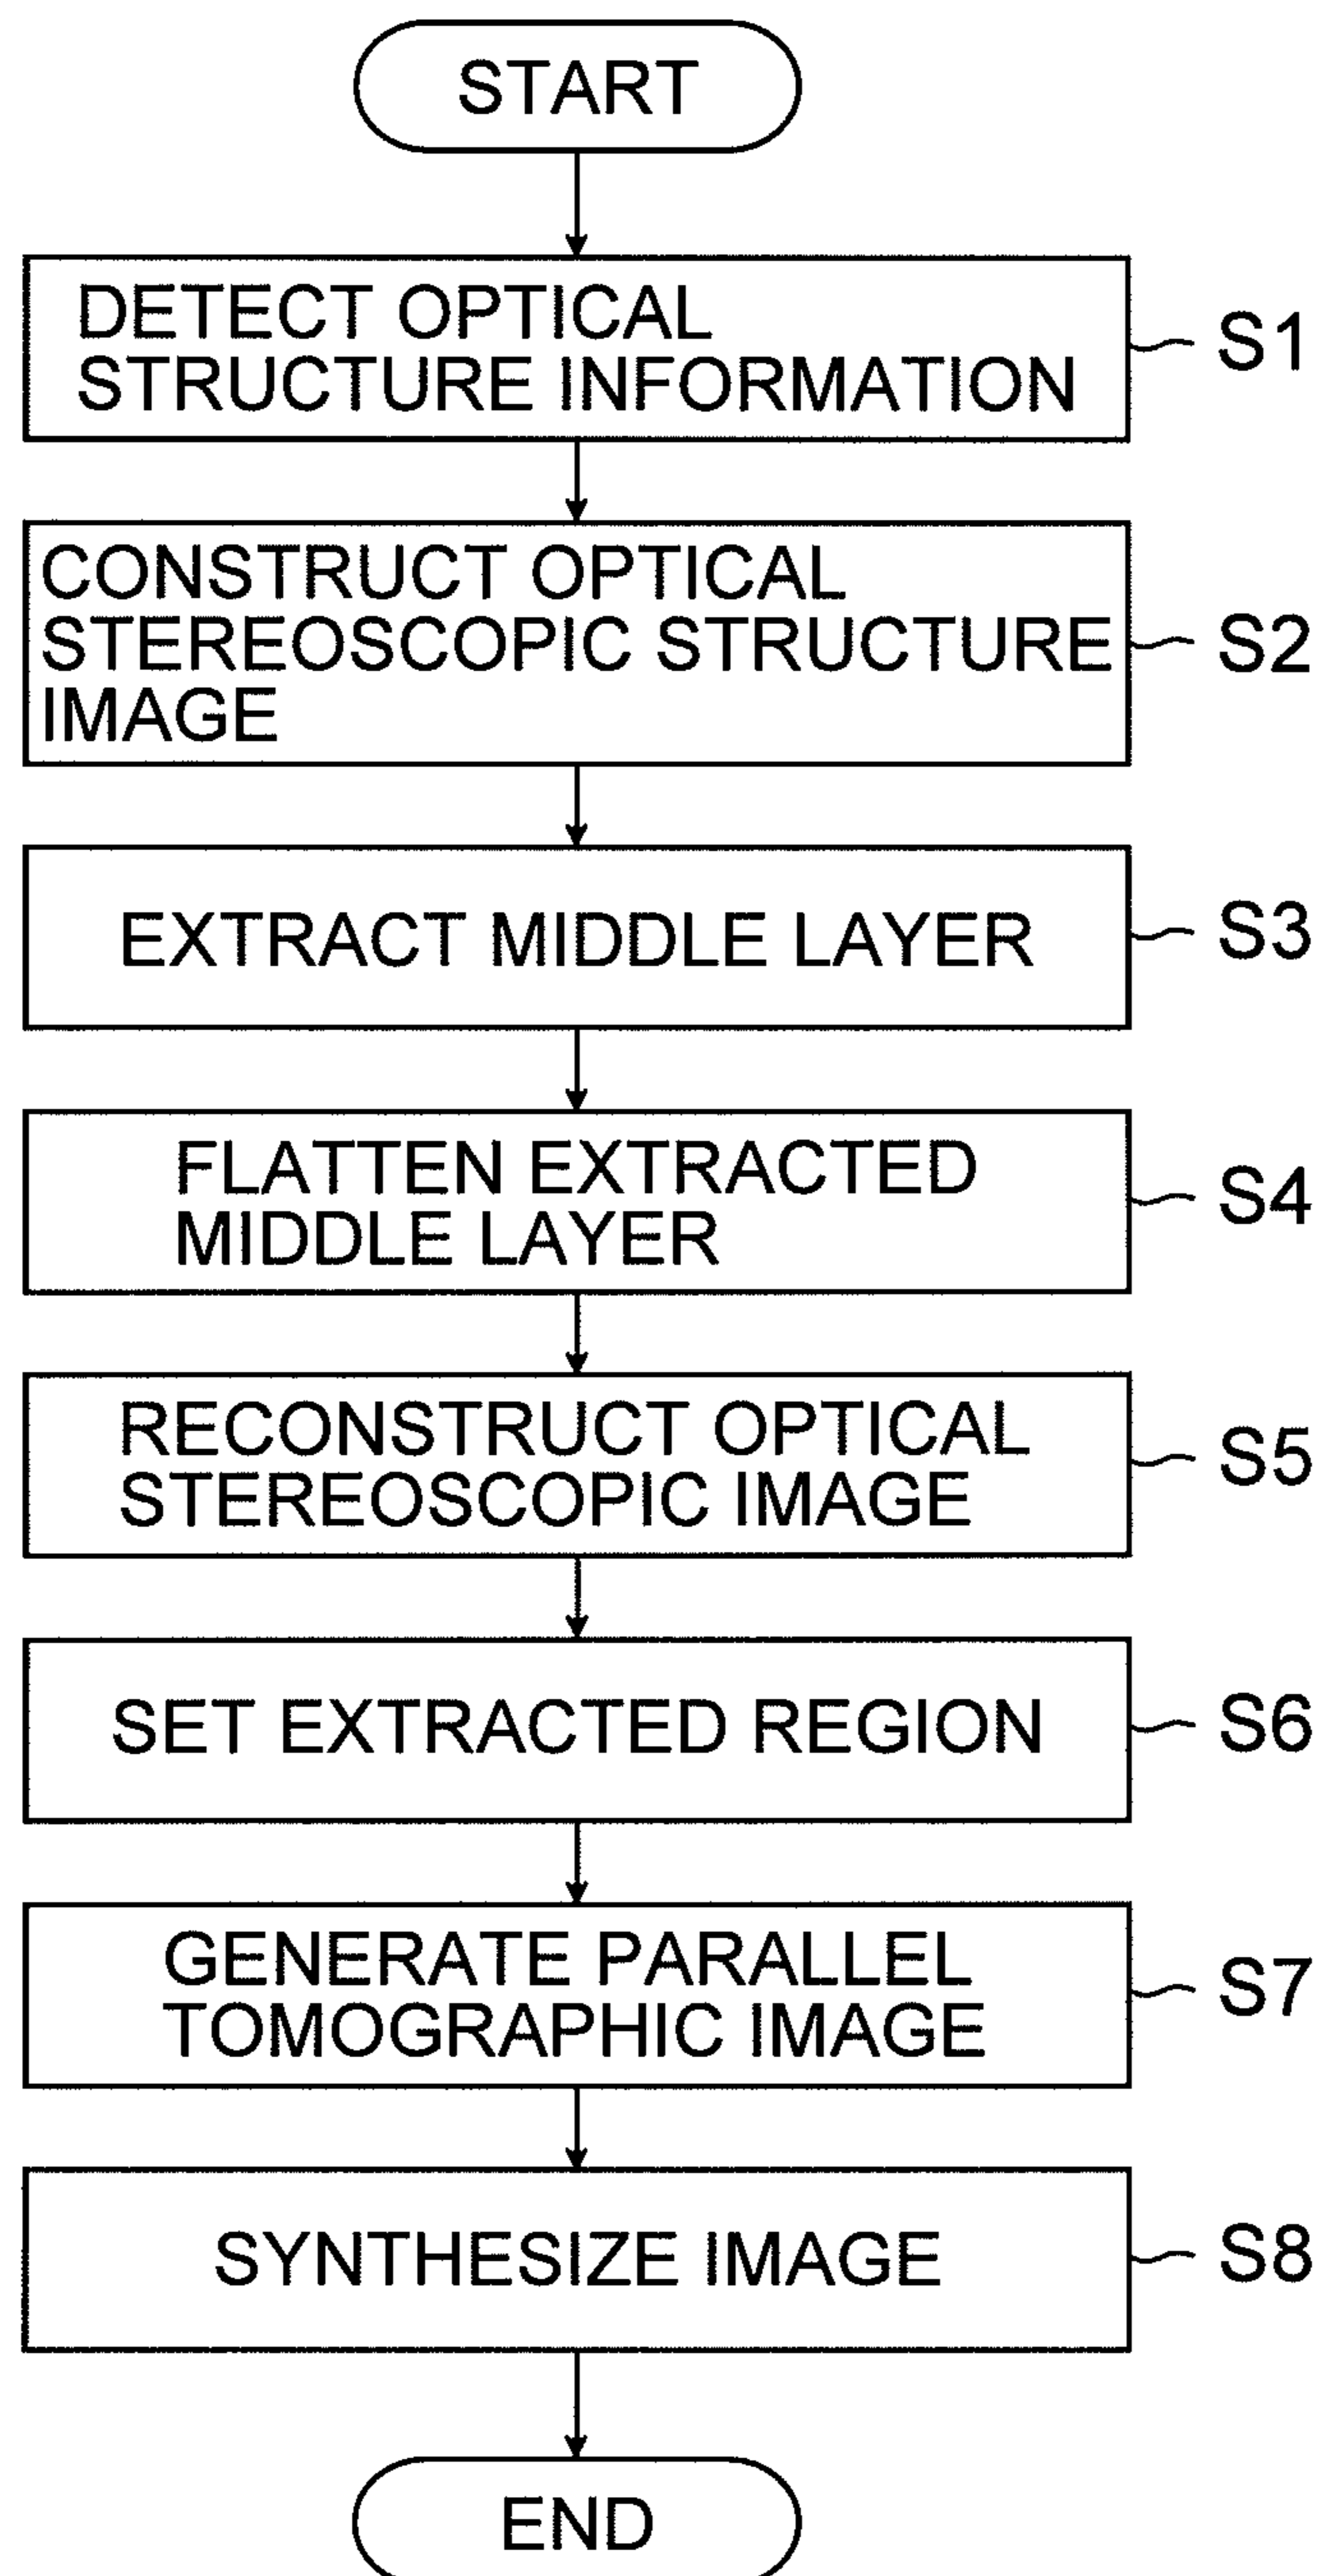 START
DETECT OPTICAL
STRUCTURE INFORMATION
S1
CONSTRUCT OPTICAL
STEREOSCOPIC STRUCTURE
IMAGE
S2
EXTRACT MIDDLE LAYER
S3
FLATTEN EXTRACTED
MIDDLE LAYER
S4
RECONSTRUCT OPTICAL
STEREOSCOPIC IMAGE
S5
SET EXTRACTED REGION
S6
GENERATE PARALLEL
TOMOGRAPHIC IMAGE
S7
SYNTHESIZE IMAGE
S8
END